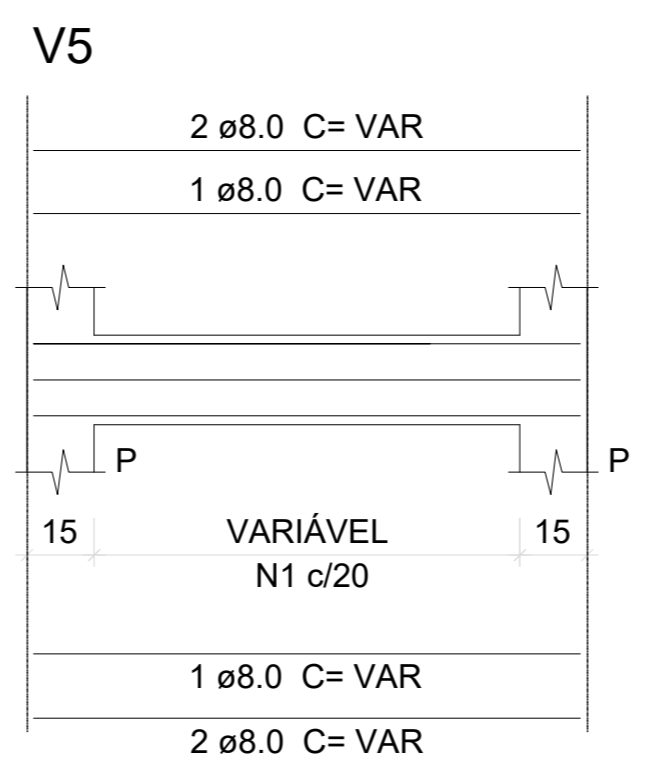 V5
2 ø8.0 C= VAR
1 ø8.0 C= VAR
P P
15 VARIÁVEL 15
N1 c/20
1 ø8.0 C= VAR
2 ø8.0 C= VAR